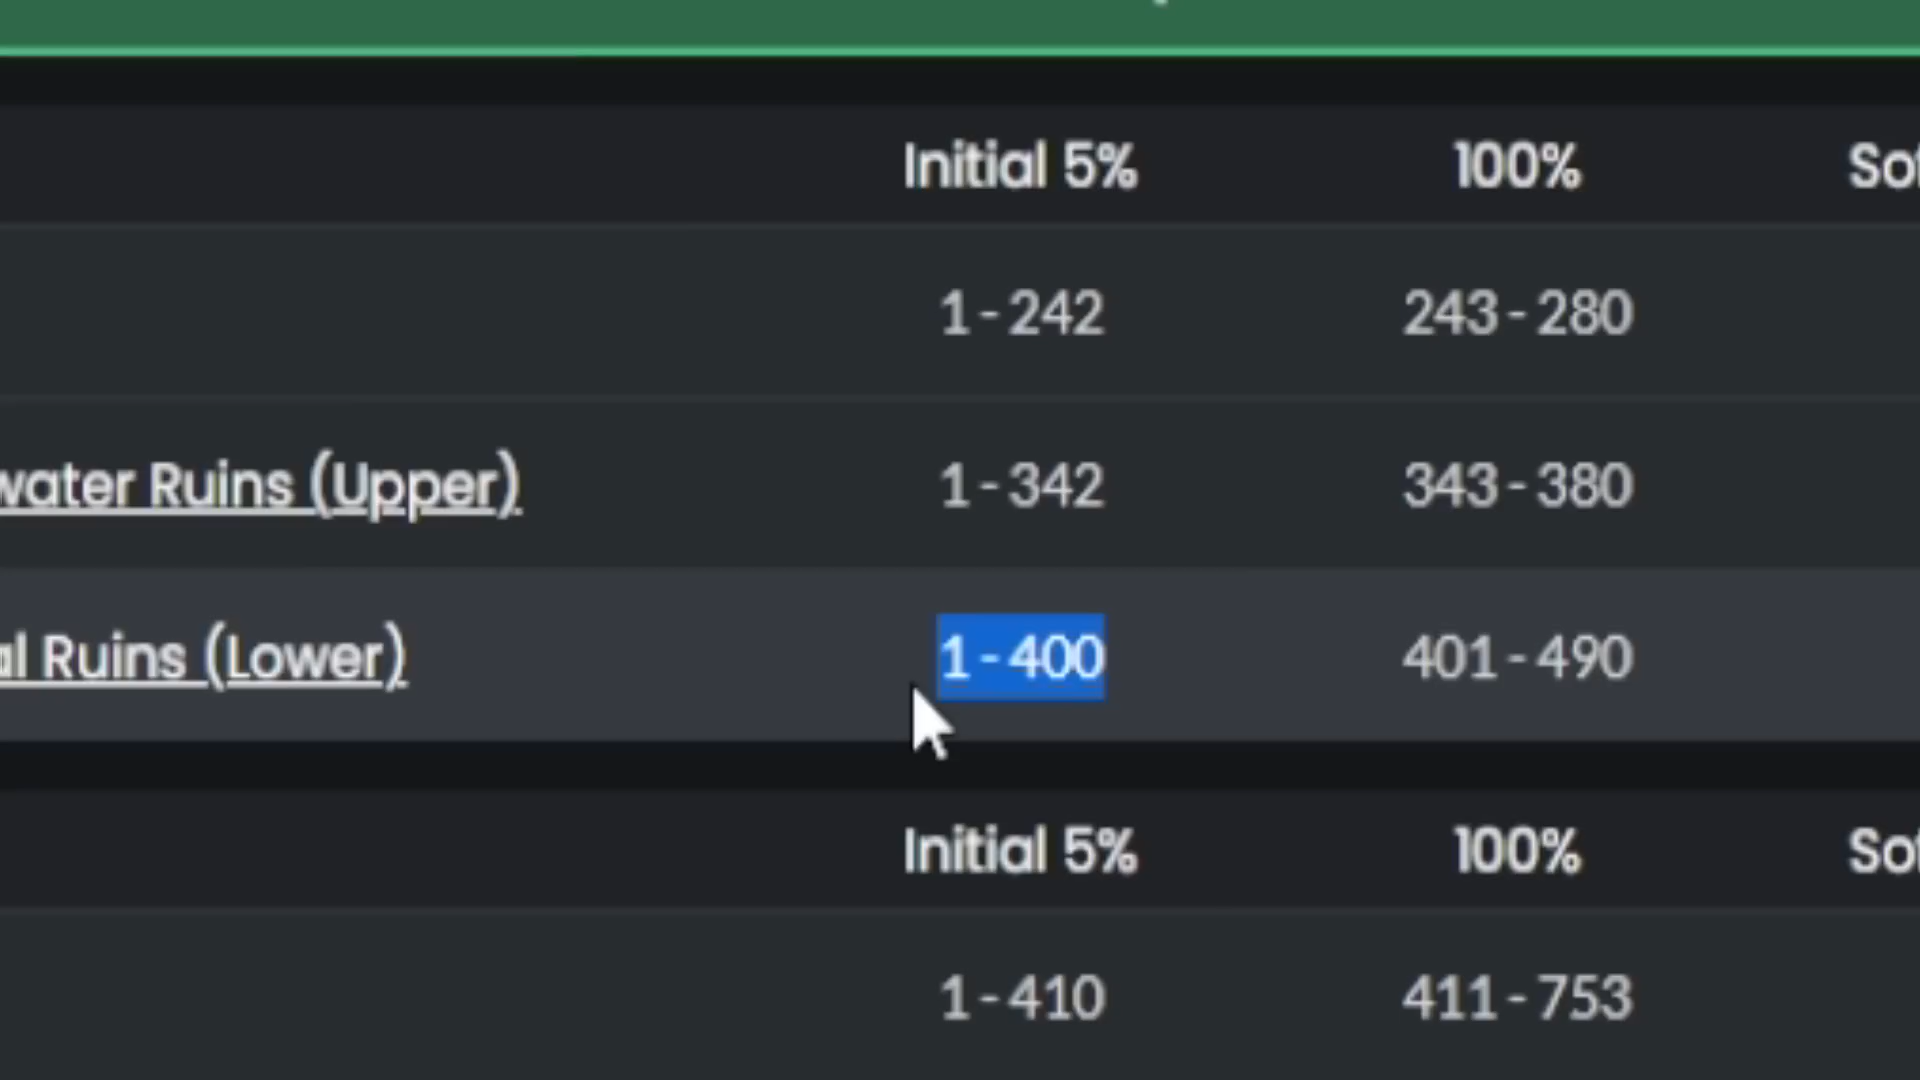 Initial 5% 100%
1 - 242 243 - 280
Ruins (Upper) 1 - 342 343 - 380
Ruins (Lower) 1 - 400 401 - 490
Initial 5% 100%
1 - 410 411 - 753